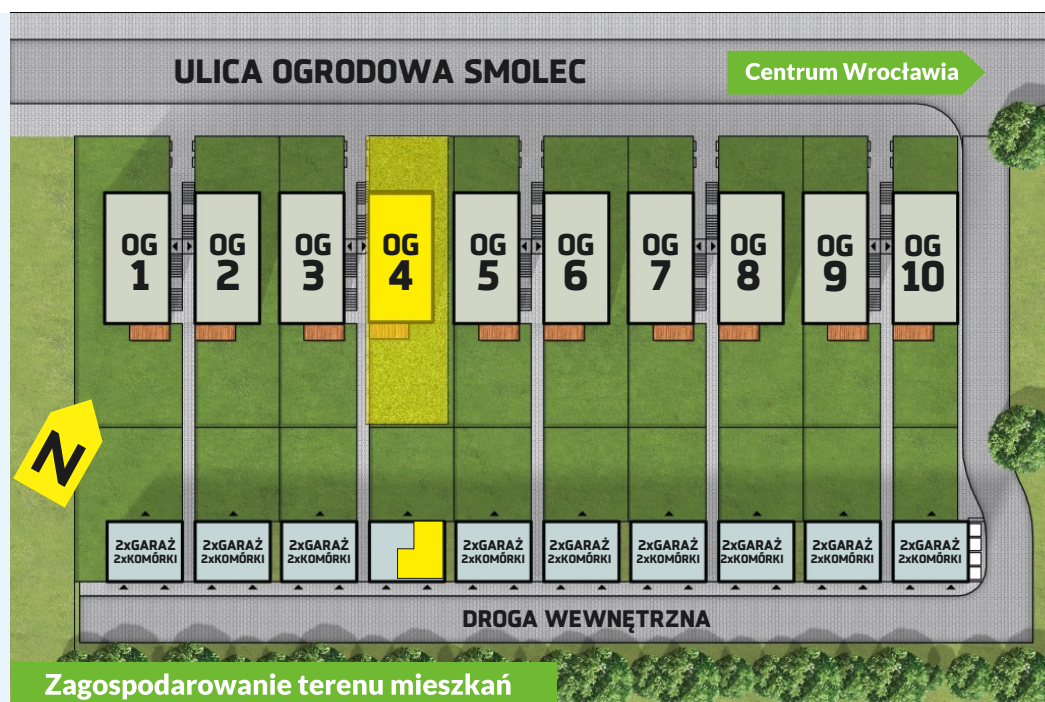 ULICA OGRODOWA SMOLEC
Centrum Wrocławia
OG
1
OG
2
OG
3
OG
4
OG
5
OG
6
OG
7
OG
8
OG
9
OG
10
N
2xGARAŻ
2xKOMÓRKI
2xGARAŻ
2xKOMÓRKI
2xGARAŻ
2xKOMÓRKI
2xGARAŻ
2xKOMÓRKI
2xGARAŻ
2xKOMÓRKI
2xGARAŻ
2xKOMÓRKI
2xGARAŻ
2xKOMÓRKI
2xGARAŻ
2xKOMÓRKI
2xGARAŻ
2xKOMÓRKI
DROGA WEWNĘTRZNA
Zagospodarowanie terenu mieszkań